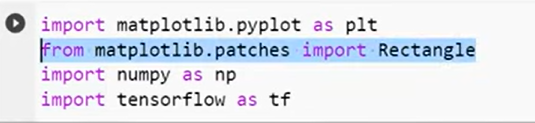 import matplotlib.pyplot as plt
from matplotlib.patches import Rectangle
import numpy as np
import tensorflow as tf